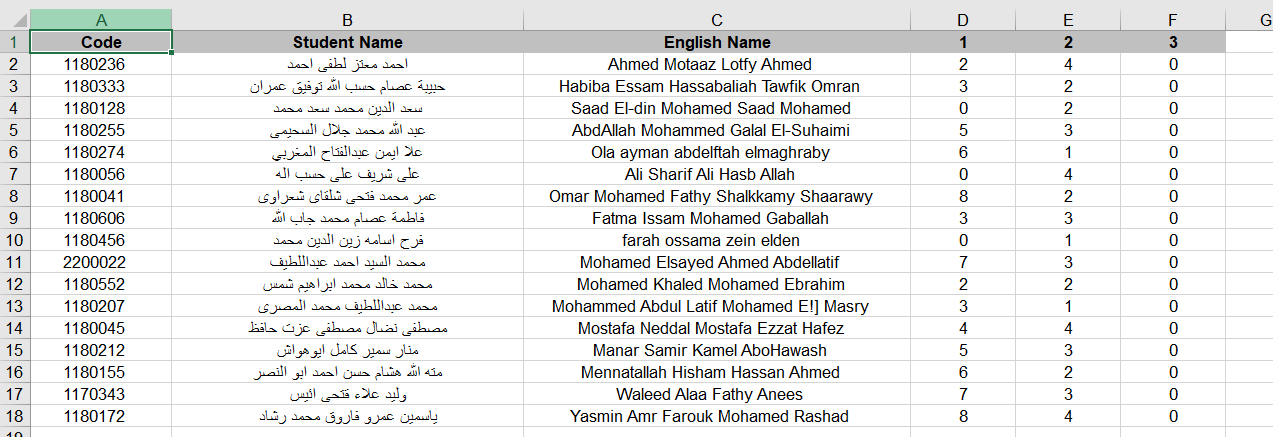 A B C D E F G
1 Code Student Name English Name 1 2 3
2 1180236 احمد معتز لطفى احمد Ahmed Motaaz Lotfy Ahmed 2 4 0
3 1180333 حبيبة عصام حسب الله توفيق عمران Habiba Essam Hassabaliah Tawfik Omran 3 2 0
4 1180128 سعد الدين محمد سعد محمد Saad El-din Mohamed Saad Mohamed 0 2 0
5 1180255 عبد الله محمد جلال السحيمى AbdAllah Mohammed Galal El-Suhaimi 5 3 0
6 1180274 علا ايمن عبدالفتاح المغربي Ola ayman abdelftah elmaghraby 6 1 0
7 1180056 على شريف على حسب اله Ali Sharif Ali Hasb Allah 0 4 0
8 1180041 عمر محمد فتحى شلقاى شعراوى Omar Mohamed Fathy Shalkkamy Shaarawy 8 2 0
9 1180606 فاطمة عصام محمد جاب الله Fatma Issam Mohamed Gaballah 3 3 0
10 1180456 فرح اسامه زين الدين محمد farah ossama zein elden 0 1 0
11 2200022 محمد السيد احمد عبداللطيف Mohamed Elsayed Ahmed Abdellatif 7 3 0
12 1180552 محمد خالد محمد ابراهيم شمس Mohamed Khaled Mohamed Ebrahim 2 2 0
13 1180207 محمد عبداللطيف محمد المصرى Mohammed Abdul Latif Mohamed E!] Masry 3 1 0
14 1180045 مصطفى نضال مصطفى عزت حافظ Mostafa Neddal Mostafa Ezzat Hafez 4 4 0
15 1180212 منار سمير كامل ابوهواش Manar Samir Kamel AboHawash 5 3 0
16 1180155 مته الله هشام حسن احمد ابو النصر Mennatallah Hisham Hassan Ahmed 6 2 0
17 1170343 وليد علاء فتحى ائيس Waleed Alaa Fathy Anees 7 3 0
18 1180172 ياسمين عمرو فاروق محمد رشاد Yasmin Amr Farouk Mohamed Rashad 8 4 0